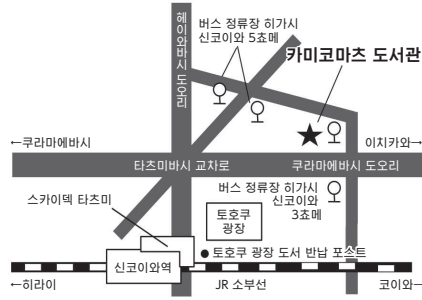 헤이와바시 도오리
버스 정류장 히가시
신코이와 5쵸메
카미코마츠 도서관
←쿠라마에바시
이치카와→
타츠미바시 교차로
쿠라마에바시 도오리
스카이덱 타츠미
버스 정류장 히가시
신코이와
3쵸메
토호쿠
광장
● 토호쿠 광장 도서 반납 포스트
신코이와역
←히라이
JR 소부선
코이와→